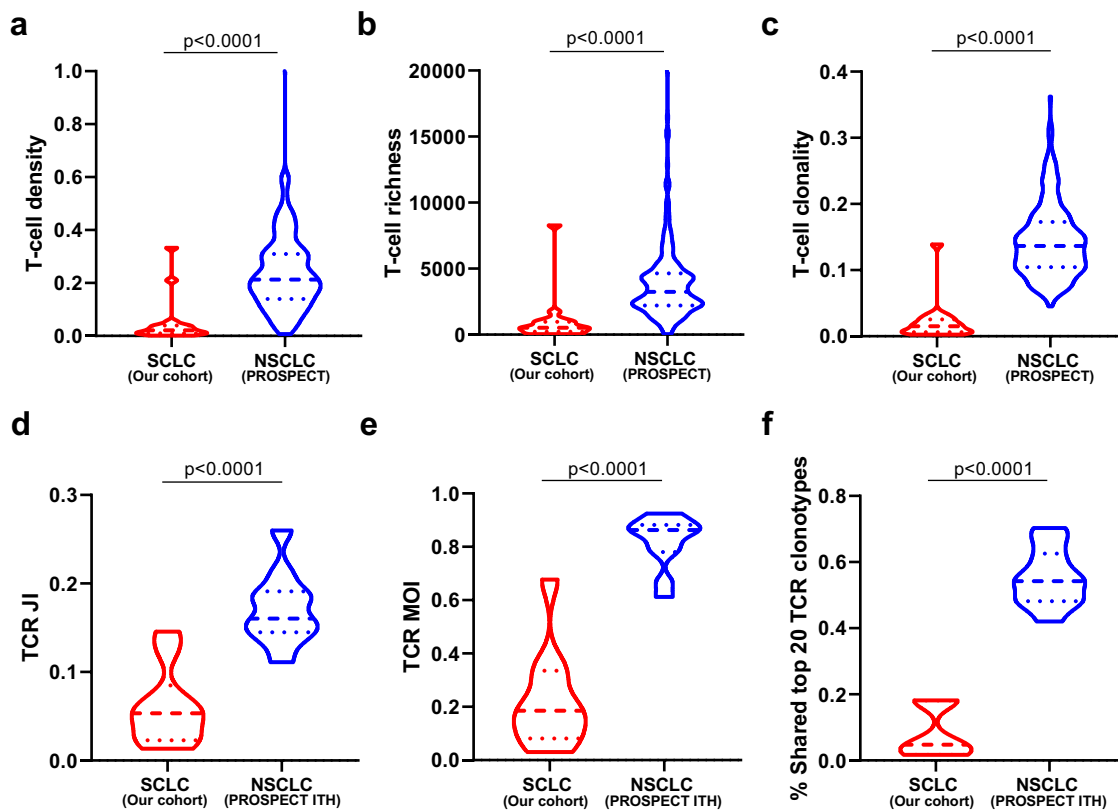 a
p<0.0001
T-cell density
1.0
0.8
0.6
0.4
0.2
0.0
SCLC
(Our cohort)
NSCLC
(PROSPECT)
b
p<0.0001
T-cell richness
20000
15000
10000
5000
0
SCLC
(Our cohort)
NSCLC
(PROSPECT)
c
p<0.0001
T-cell clonality
0.4
0.3
0.2
0.1
0.0
SCLC
(Our cohort)
NSCLC
(PROSPECT)
d
p<0.0001
TCR JI
0.3
0.2
0.1
0.0
SCLC
(Our cohort)
NSCLC
(PROSPECT ITH)
e
p<0.0001
TCR MOI
1.0
0.8
0.6
0.4
0.2
0.0
SCLC
(Our cohort)
NSCLC
(PROSPECT ITH)
f
p<0.0001
% Shared top 20 TCR clonotypes
0.8
0.6
0.4
0.2
0.0
SCLC
(Our cohort)
NSCLC
(PROSPECT ITH)